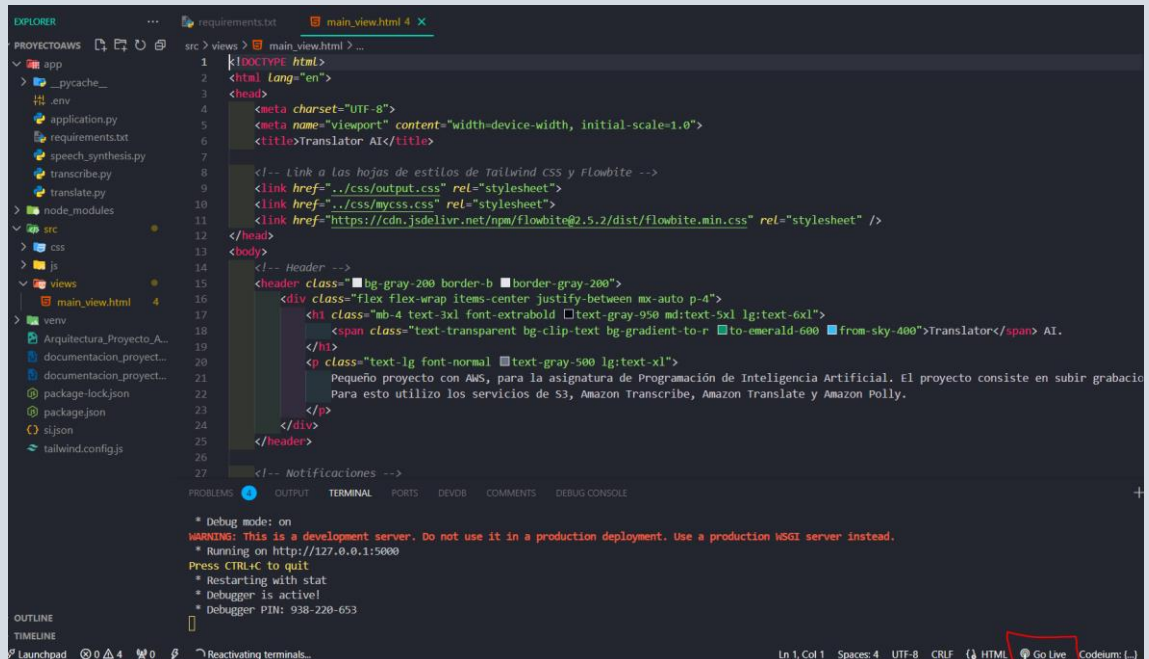 EXPLORER
PROYECTOAWS
app
__pycache__
.env
application.py
requirements.txt
speech_synthesis.py
transcribe.py
translate.py
node_modules
src
css
js
views
main_view.html 4
venv
Arquitectura_Proyecto_A...
documentacion_proyect...
documentacion_proyect...
package-lock.json
package.json
si.json
tailwind.config.js
OUTLINE
TIMELINE
requirements.txt
main_view.html 4
src > views > main_view.html > ...
1 <!DOCTYPE html>
2 <html lang="en">
3 <head>
4 <meta charset="UTF-8">
5 <meta name="viewport" content="width=device-width, initial-scale=1.0">
6 <title>Translator AI</title>
7
8 <!-- Link a las hojas de estilos de Tailwind CSS y Flowbite -->
9 <link href="../css/output.css" rel="stylesheet">
10 <link href="../css/mycss.css" rel="stylesheet">
11 <link href="https://cdn.jsdelivr.net/npm/flowbite@2.5.2/dist/flowbite.min.css" rel="stylesheet" />
12 </head>
13 <body>
14 <!-- Header -->
15 <header class="bg-gray-200 border-b border-gray-200">
16 <div class="flex flex-wrap items-center justify-between mx-auto p-4">
17 <h1 class="mb-4 text-3xl font-extrabold text-gray-950 md:text-5xl lg:text-6xl">
18 <span class="text-transparent bg-clip-text bg-gradient-to-r to-emerald-600 from-sky-400">Translator</span> AI.
19 </h1>
20 <p class="text-lg font-normal text-gray-500 lg:text-xl">
21 Pequeño proyecto con AWS, para la asignatura de Programación de Inteligencia Artificial. El proyecto consiste en subir grabacio
22 Para esto utilizo los servicios de S3, Amazon Transcribe, Amazon Translate y Amazon Polly.
23 </p>
24 </div>
25 </header>
26
27 <!-- Notificaciones -->
PROBLEMS 4 OUTPUT TERMINAL PORTS DEVDB COMMENTS DEBUG CONSOLE
* Debug mode: on
WARNING: This is a development server. Do not use it in a production deployment. Use a production WSGI server instead.
* Running on http://127.0.0.1:5000
Press CTRL+C to quit
* Restarting with stat
* Debugger is active!
* Debugger PIN: 938-220-653
Launchpad 0 4 0 Reactivating terminals... Ln 1, Col 1 Spaces: 4 UTF-8 CRLF HTML Go Live Codeium: {...}